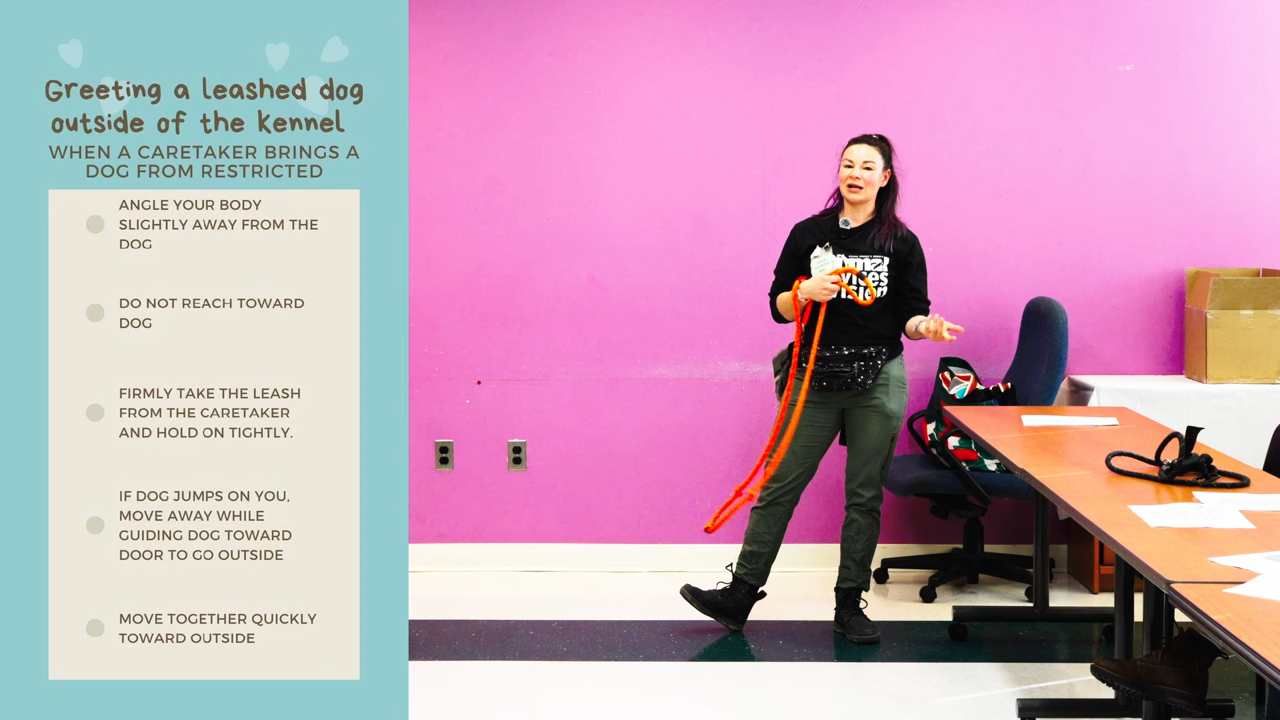 Greeting a leashed dog
outside of the kennel
WHEN A CARETAKER BRINGS A
DOG FROM RESTRICTED
ANGLE YOUR BODY
SLIGHTLY AWAY FROM THE
DOG
DO NOT REACH TOWARD
DOG
FIRMLY TAKE THE LEASH
FROM THE CARETAKER
AND HOLD ON TIGHTLY.
IF DOG JUMPS ON YOU,
MOVE AWAY WHILE
GUIDING DOG TOWARD
DOOR TO GO OUTSIDE
MOVE TOGETHER QUICKLY
TOWARD OUTSIDE